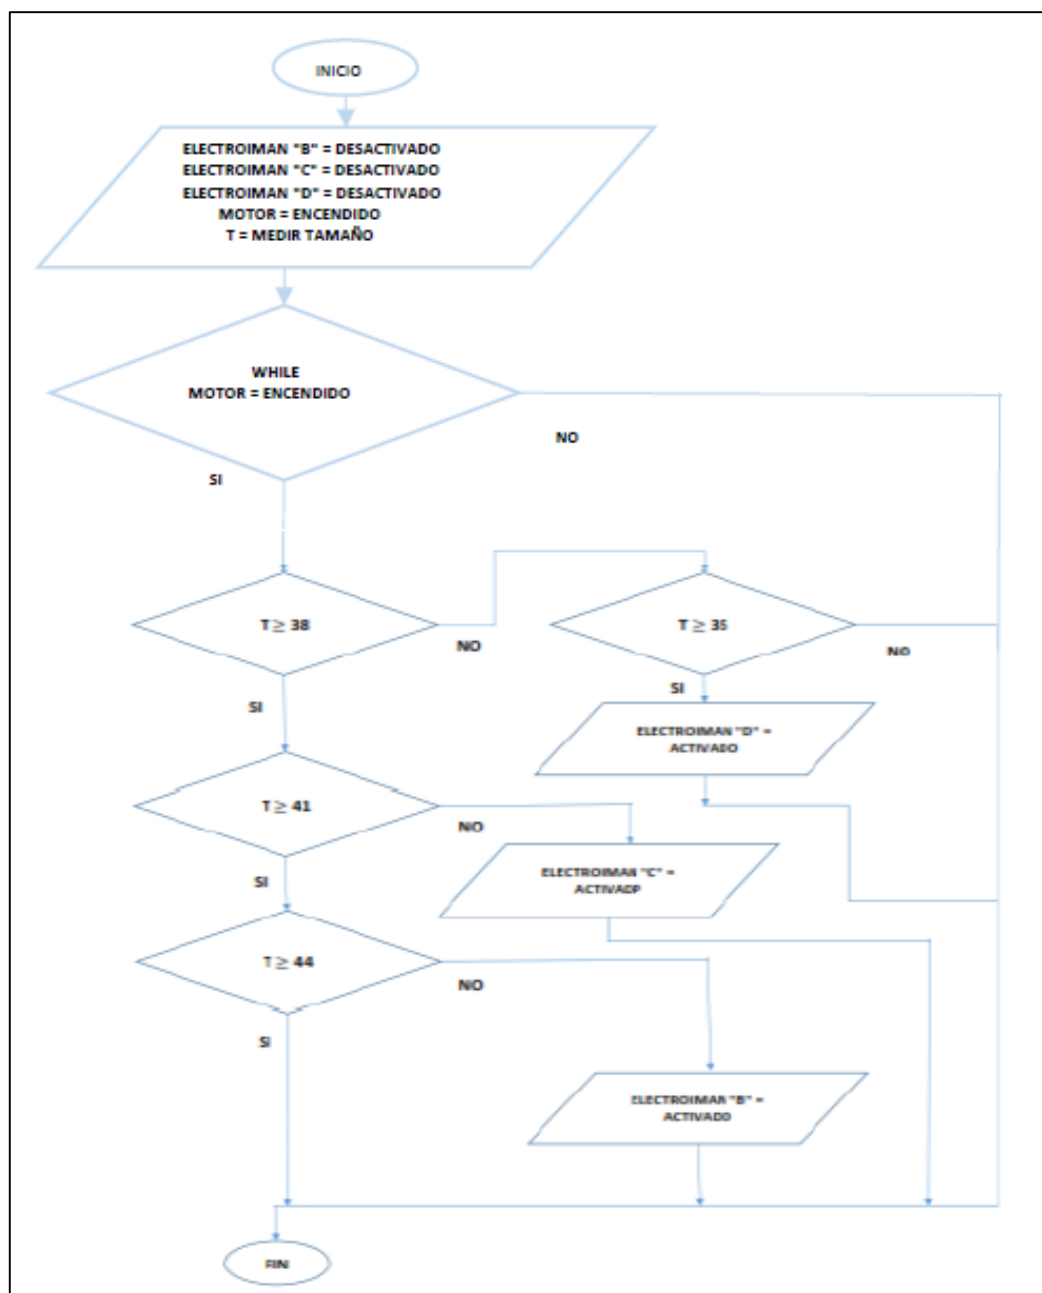 INICIO
ELECTROIMAN "B" = DESACTIVADO
ELECTROIMAN "C" = DESACTIVADO
ELECTROIMAN "D" = DESACTIVADO
MOTOR = ENCENDIDO
T = MEDIR TAMAÑO
WHILE
MOTOR = ENCENDIDO
NO
SI
T ≥ 38
NO
T ≥ 35
NO
SI
SI
ELECTROIMAN "D" =
ACTIVADO
T ≥ 41
NO
ELECTROIMAN "C" =
ACTIVADP
SI
T ≥ 44
NO
SI
ELECTROIMAN "B" =
ACTIVADO
FIN